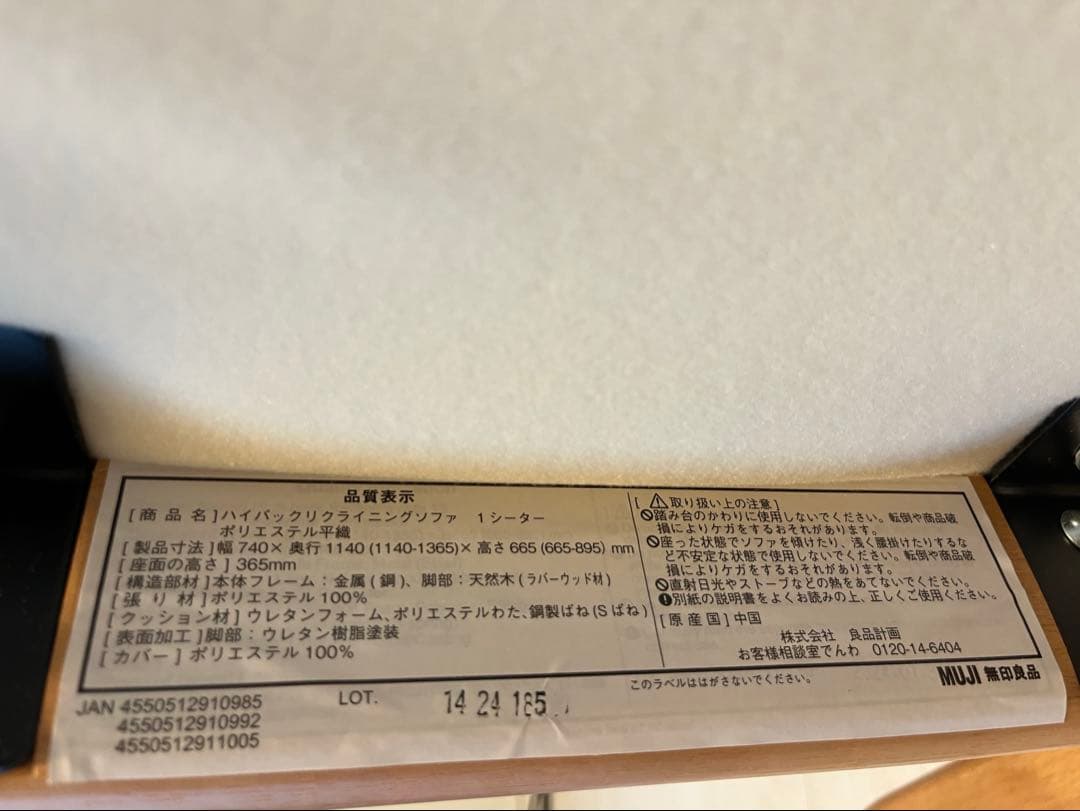 品質表示
[商品名]ハイバックリクライニングソファ 1シーター
ポリエステル平織
[製品寸法]幅740×奥行1140(1140-1365)×高さ665(665-895)mm
[座面の高さ]365mm
[構造部材]本体フレーム:金属(鋼)、脚部:天然木(ラバーウッド材)
[張り材]ポリエステル100%
[クッション材]ウレタンフォーム、ポリエステルわた、鋼製ばね(Sばね)
[表面加工]脚部:ウレタン樹脂塗装
[カバー]ポリエステル100%
[⚠取り扱い上の注意]
踏み台のかわりに使用しないでください。転倒や商品破
損によりケガをするおそれがあります。
座った状態でソファを傾けたり、浅く腰掛けたりするな
ど不安定な状態で使用しないでください。転倒や商品破
損によりケガをするおそれがあります。
直射日光やストーブなどの熱をあてないでください。
別紙の説明書をよくお読みの上、正しくご使用ください。
[原産国]中国
株式会社 良品計画
お客様相談室でんわ 0120-14-6404
MUJI 無印良品
このラベルははがさないでください。
JAN 4550512910985
4550512910992
4550512911005
LOT. 14 24 185